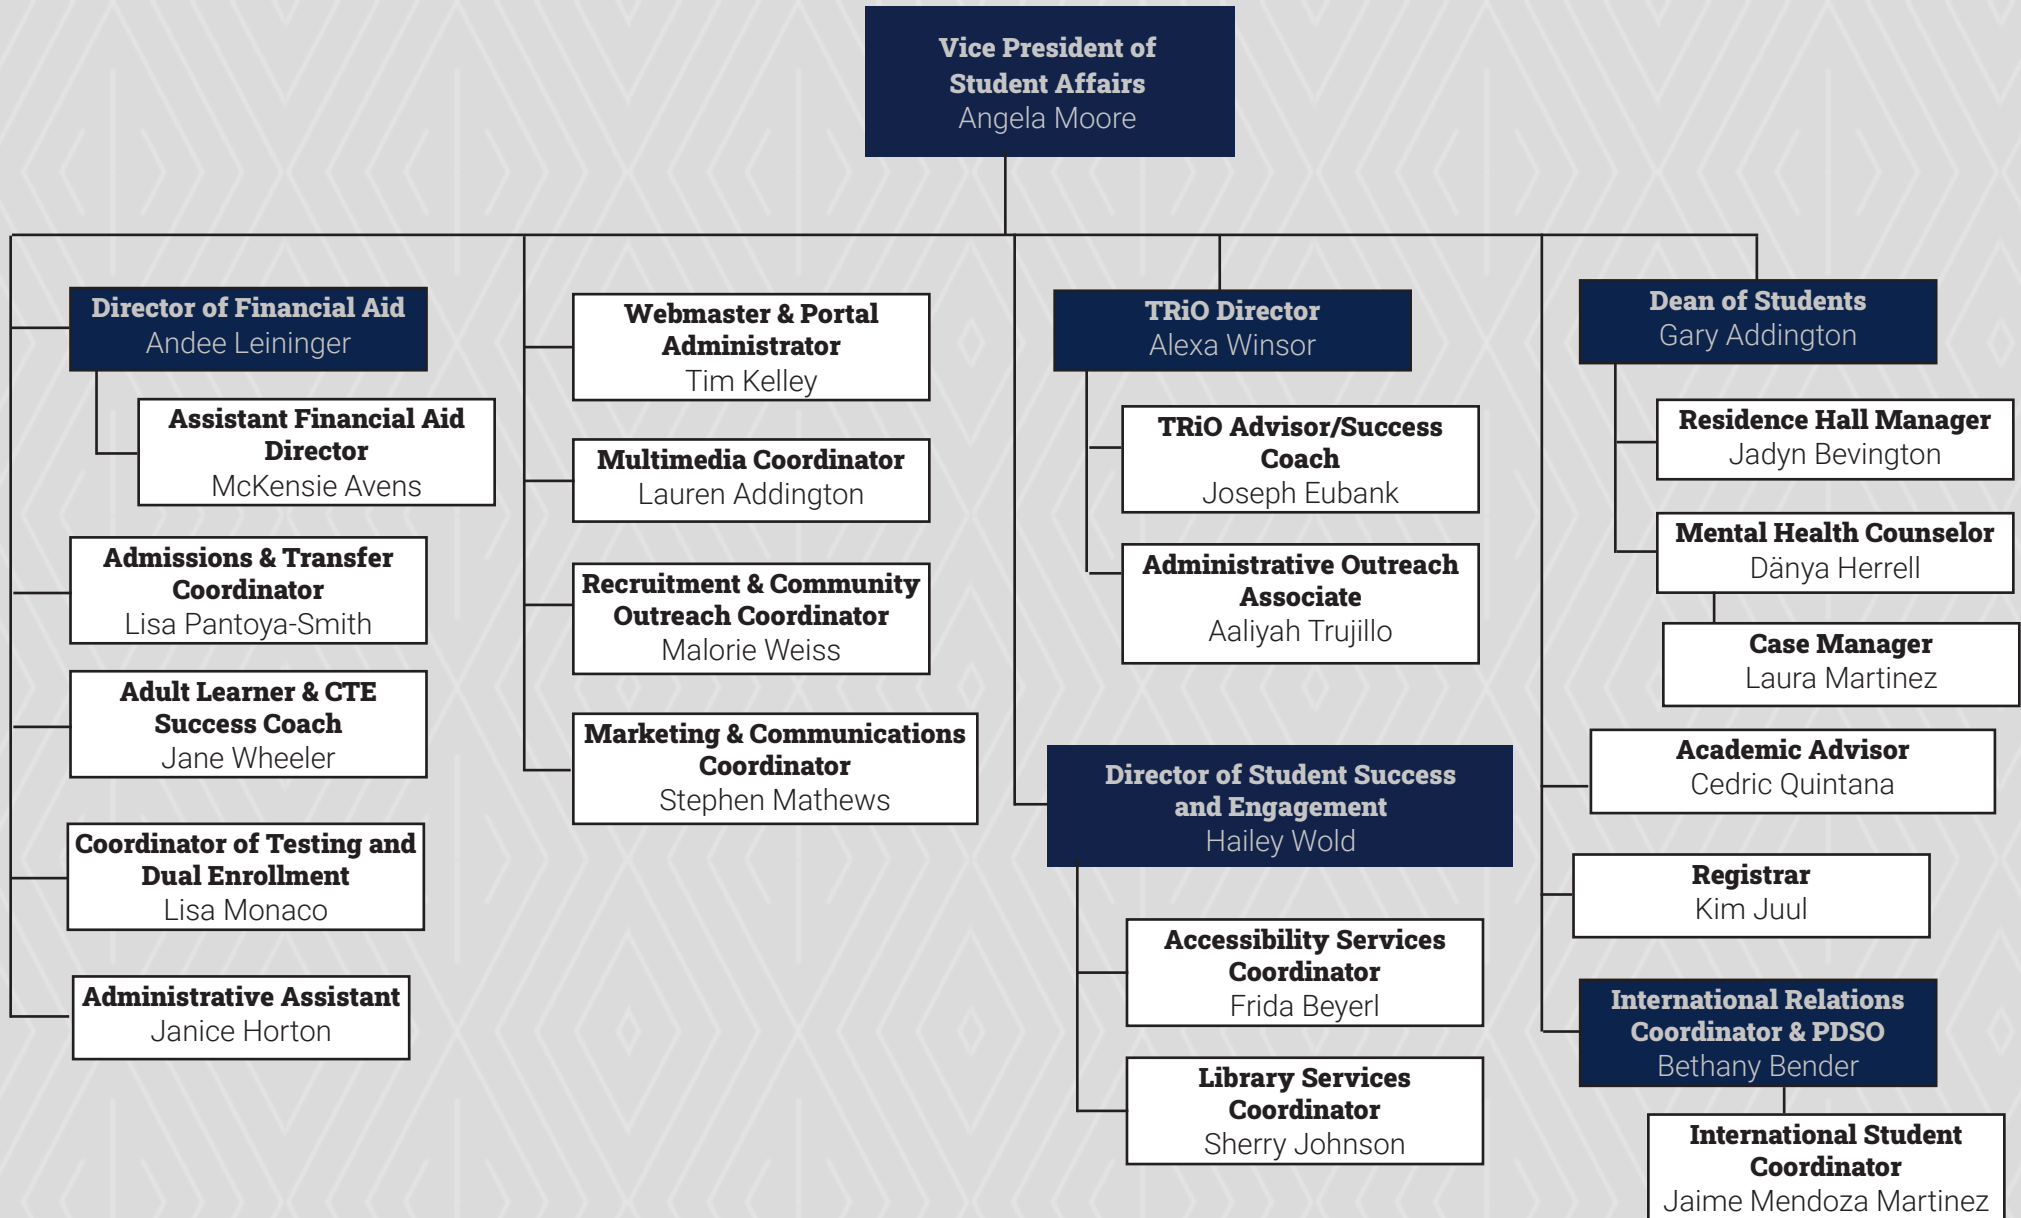 Vice President of
Student Affairs
Angela Moore
Director of Financial Aid
Andee Leininger
Assistant Financial Aid
Director
McKensie Avens
Admissions & Transfer
Coordinator
Lisa Pantoya-Smith
Adult Learner & CTE
Success Coach
Jane Wheeler
Coordinator of Testing and
Dual Enrollment
Lisa Monaco
Administrative Assistant
Janice Horton
Webmaster & Portal
Administrator
Tim Kelley
Multimedia Coordinator
Lauren Addington
Recruitment & Community
Outreach Coordinator
Malorie Weiss
Marketing & Communications
Coordinator
Stephen Mathews
TRiO Director
Alexa Winsor
TRiO Advisor/Success
Coach
Joseph Eubank
Administrative Outreach
Associate
Aaliyah Trujillo
Director of Student Success
and Engagement
Hailey Wold
Accessibility Services
Coordinator
Frida Beyerl
Library Services
Coordinator
Sherry Johnson
Dean of Students
Gary Addington
Residence Hall Manager
Jadyn Bevington
Mental Health Counselor
Dänya Herrell
Case Manager
Laura Martinez
Academic Advisor
Cedric Quintana
Registrar
Kim Juul
International Relations
Coordinator & PDSO
Bethany Bender
International Student
Coordinator
Jaime Mendoza Martinez